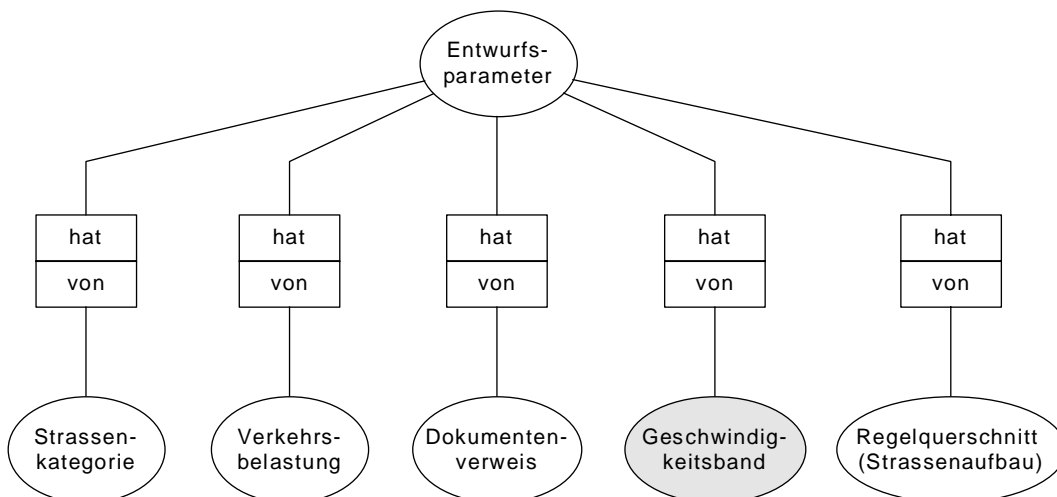 Entwurfs-
parameter
hat
hat
hat
hat
hat
von
von
von
von
von
Strassen-
kategorie
Verkehrs-
belastung
Dokumenten-
verweis
Geschwindig-
keitsband
Regelquerschnitt
(Strassenaufbau)